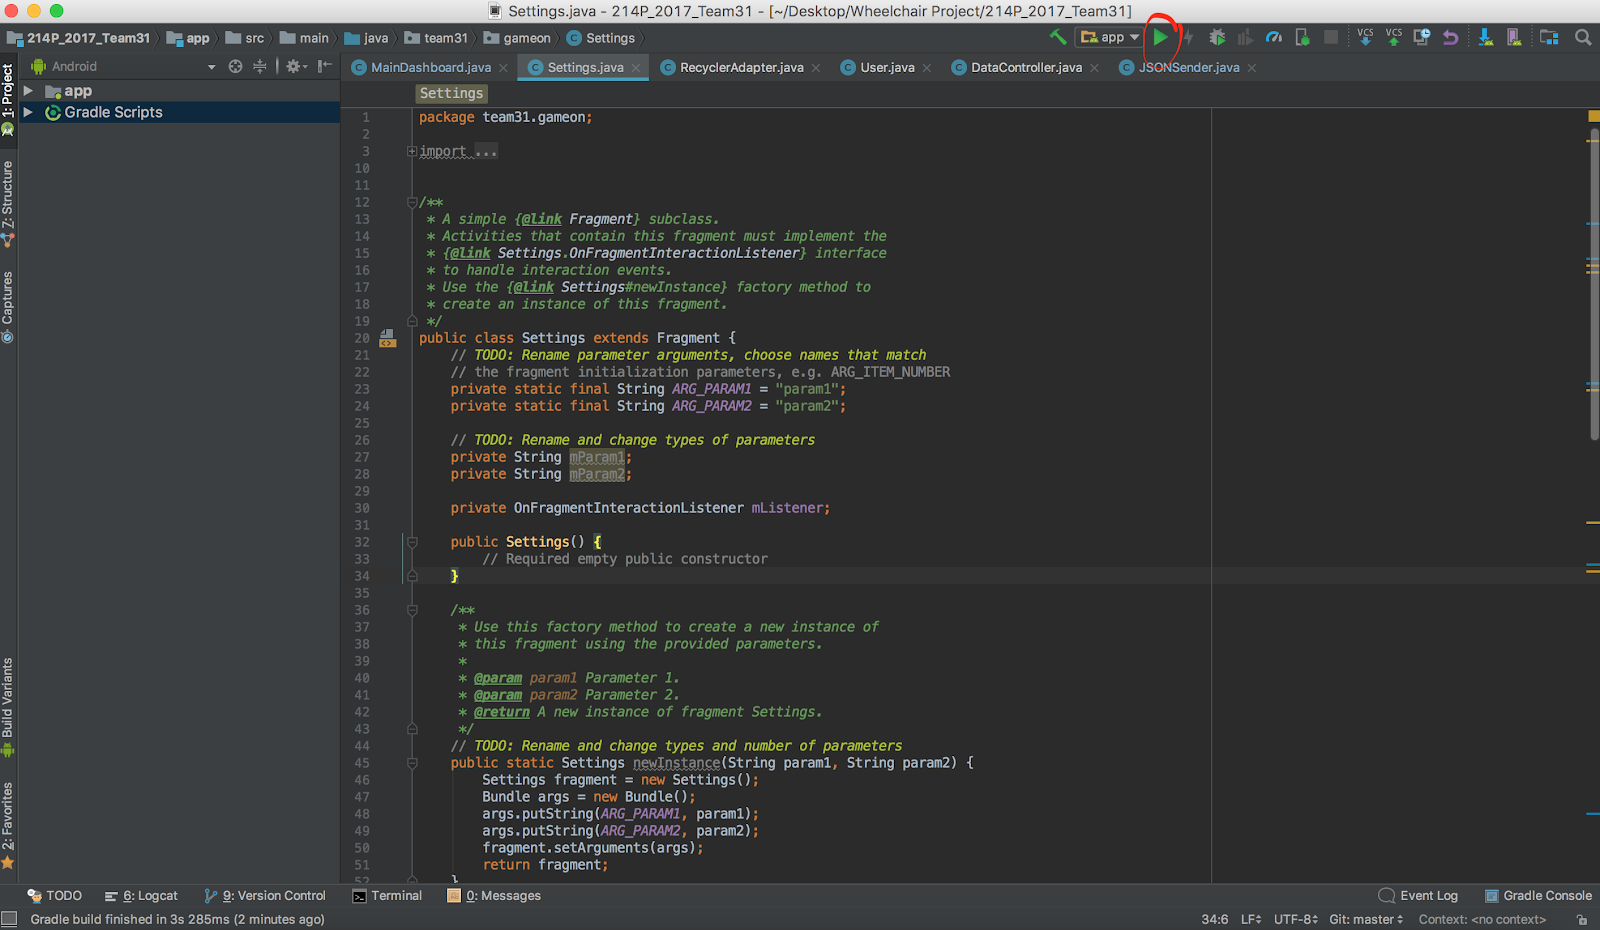 Settings.java - 214P_2017_Team31 - [~/Desktop/Wheelchair Project/214P_2017_Team31]
214P_2017_Team31 app src main java team31 gameon Settings app VCS VCS
Android MainDashboard.java Settings.java RecyclerAdapter.java User.java DataController.java JSONSender.java
1: Project
Z: Structure
Captures
Build Variants
2: Favorites
app
Gradle Scripts
Settings
1 package team31.gameon;
2
3 import ...
10
11
12 /**
13 * A simple {@link Fragment} subclass.
14 * Activities that contain this fragment must implement the
15 * {@link Settings.OnFragmentInteractionListener} interface
16 * to handle interaction events.
17 * Use the {@link Settings#newInstance} factory method to
18 * create an instance of this fragment.
19 */
20 public class Settings extends Fragment {
21 // TODO: Rename parameter arguments, choose names that match
22 // the fragment initialization parameters, e.g. ARG_ITEM_NUMBER
23 private static final String ARG_PARAM1 = "param1";
24 private static final String ARG_PARAM2 = "param2";
25
26 // TODO: Rename and change types of parameters
27 private String mParam1;
28 private String mParam2;
29
30 private OnFragmentInteractionListener mListener;
31
32 public Settings() {
33 // Required empty public constructor
34 }
35
36 /**
37 * Use this factory method to create a new instance of
38 * this fragment using the provided parameters.
39 *
40 * @param param1 Parameter 1.
41 * @param param2 Parameter 2.
42 * @return A new instance of fragment Settings.
43 */
44 // TODO: Rename and change types and number of parameters
45 public static Settings newInstance(String param1, String param2) {
46 Settings fragment = new Settings();
47 Bundle args = new Bundle();
48 args.putString(ARG_PARAM1, param1);
49 args.putString(ARG_PARAM2, param2);
50 fragment.setArguments(args);
51 return fragment;
52 }
TODO 6: Logcat 9: Version Control Terminal 0: Messages Event Log Gradle Console
Gradle build finished in 3s 285ms (2 minutes ago) 34:6 LF UTF-8 Git: master Context: <no context>